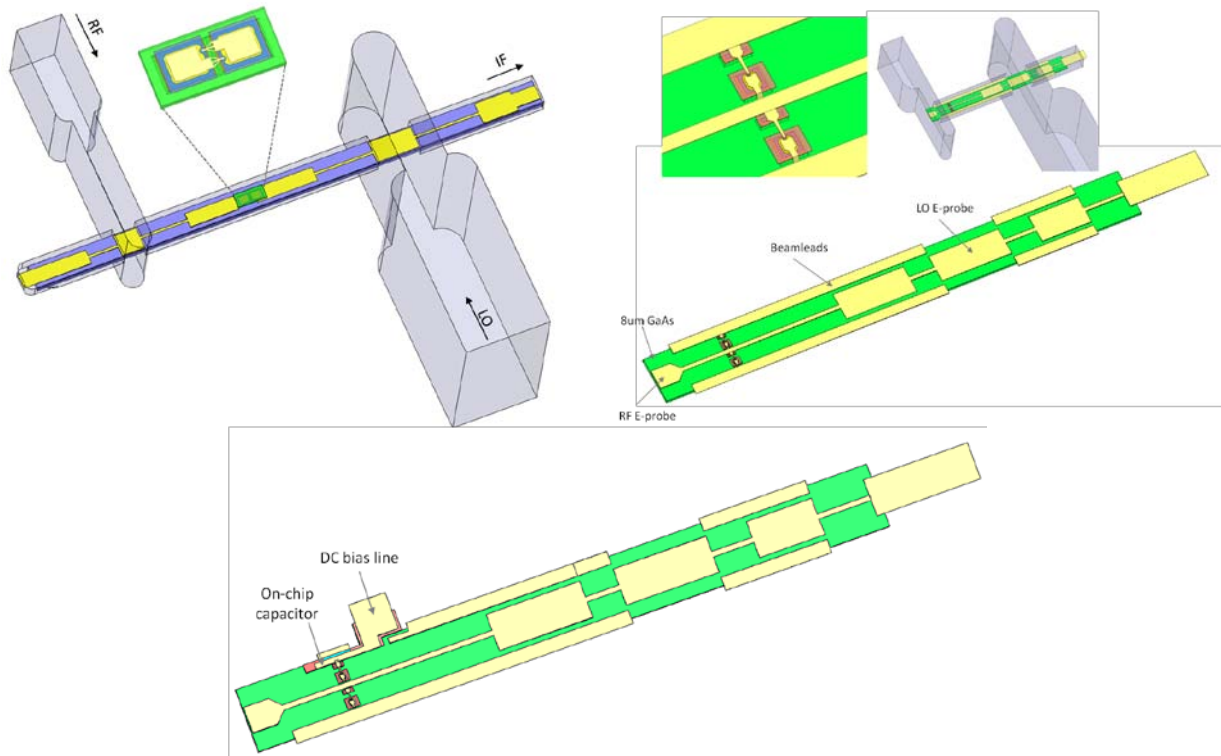 RF
IF
LO
LO E-probe
Beamleads
8um GaAs
RF E-probe
DC bias line
On-chip
capacitor